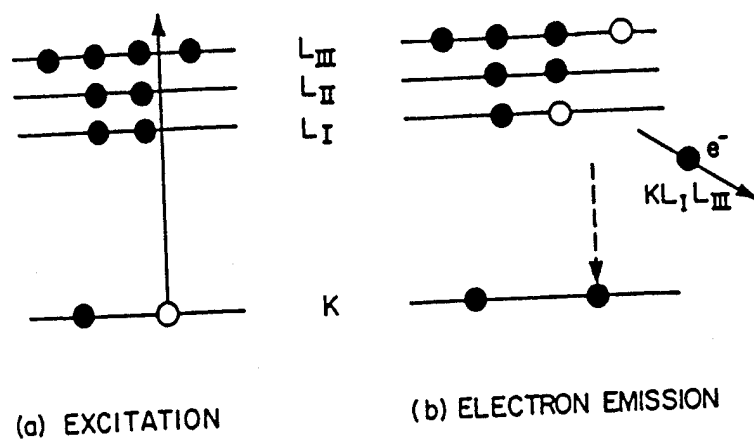 L_III
L_II
L_I
e⁻
KL_I L_III
K
(a) EXCITATION
(b) ELECTRON EMISSION